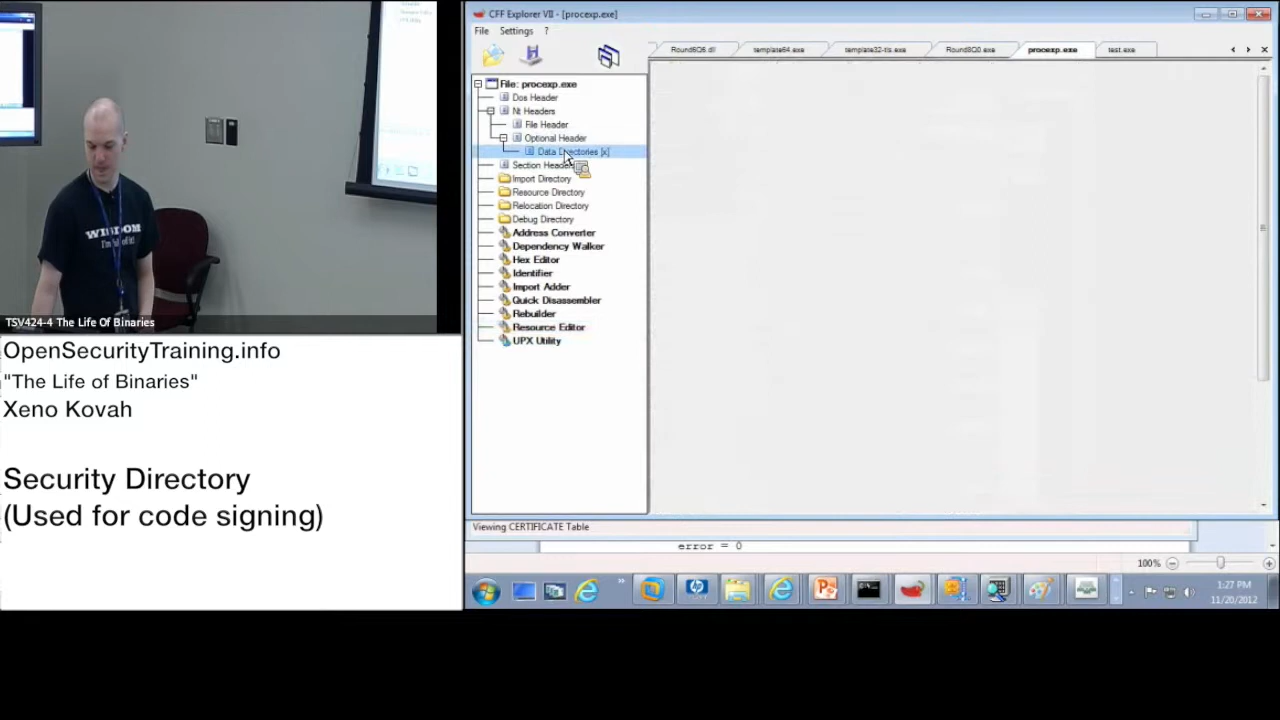 CFF Explorer VII - [procexp.exe]
File Settings ?
Round6Q6.dll template64.exe template32-tls.exe Round8Q0.exe procexp.exe test.exe
File: procexp.exe
Dos Header
Nt Headers
File Header
Optional Header
Data Directories [x]
Section Headers
Import Directory
Resource Directory
Relocation Directory
Debug Directory
Address Converter
Dependency Walker
Hex Editor
Identifier
Import Adder
Quick Disassembler
Rebuilder
Resource Editor
UPX Utility
WISDOM
TSV424-4 The Life Of Binaries
OpenSecurityTraining.info
"The Life of Binaries"
Xeno Kovah
Security Directory
(Used for code signing)
Viewing CERTIFICATE Table
error = 0
100%
1:27 PM
11/20/2012